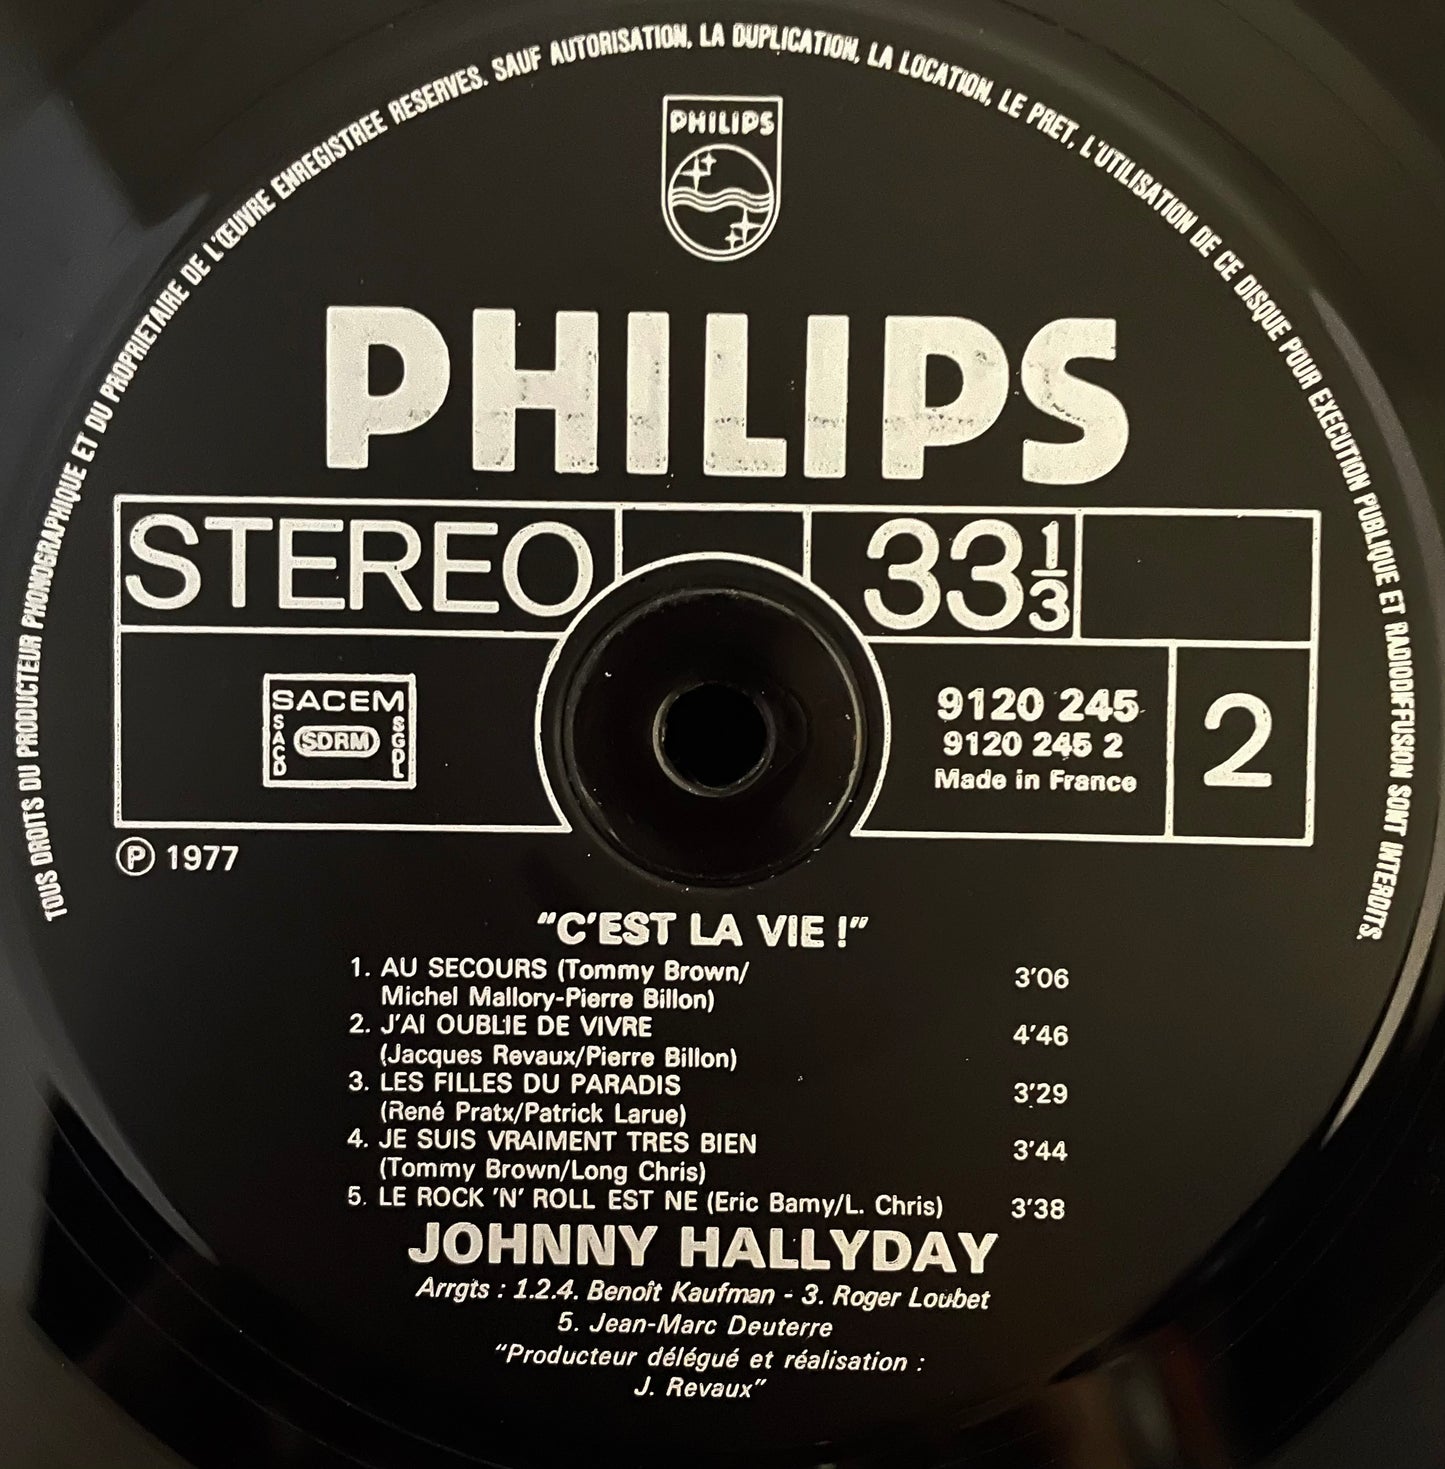 TOUS DROITS DU PRODUCTEUR PHONOGRAPHIQUE ET DU PROPRIETAIRE DE L'ŒUVRE ENREGISTREE RESERVES. SAUF AUTORISATION, LA DUPLICATION, LA LOCATION, LE PRET, L'UTILISATION DE CE DISQUE POUR EXECUTION PUBLIQUE ET RADIODIFFUSION SONT INTERDITS.
PHILIPS
PHILIPS
STEREO 33 1/3
SACEM
SACD SDRM SGDL
9120 245
9120 245 2
Made in France
2
Ⓟ 1977
"C'EST LA VIE !"
1. AU SECOURS (Tommy Brown/ 3'06
Michel Mallory-Pierre Billon)
2. J'AI OUBLIE DE VIVRE 4'46
(Jacques Revaux/Pierre Billon)
3. LES FILLES DU PARADIS 3'29
(René Pratx/Patrick Larue)
4. JE SUIS VRAIMENT TRES BIEN 3'44
(Tommy Brown/Long Chris)
5. LE ROCK 'N' ROLL EST NE (Eric Bamy/L. Chris) 3'38
JOHNNY HALLYDAY
Arrgts : 1.2.4. Benoît Kaufman - 3. Roger Loubet
5. Jean-Marc Deuterre
"Producteur délégué et réalisation :
J. Revaux"